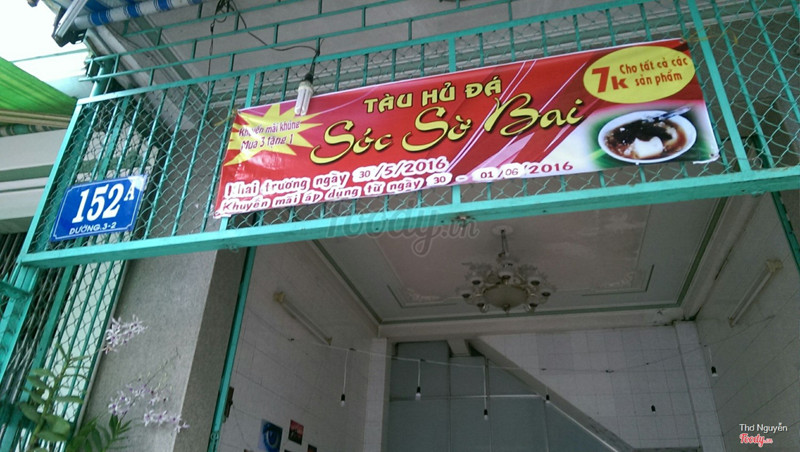 TÀU HỦ ĐÁ
Sóc Sờ Bai
Khuyến mãi khủng
Mua 3 tặng 1
7K Cho tất cả các
sản phẩm
Khai trương ngày 30/5/2016
Khuyến mãi áp dụng từ ngày 30 - 01/06/2016
152A
ĐƯỜNG 3-2
foody.vn
Thơ Nguyễn
Foody.vn